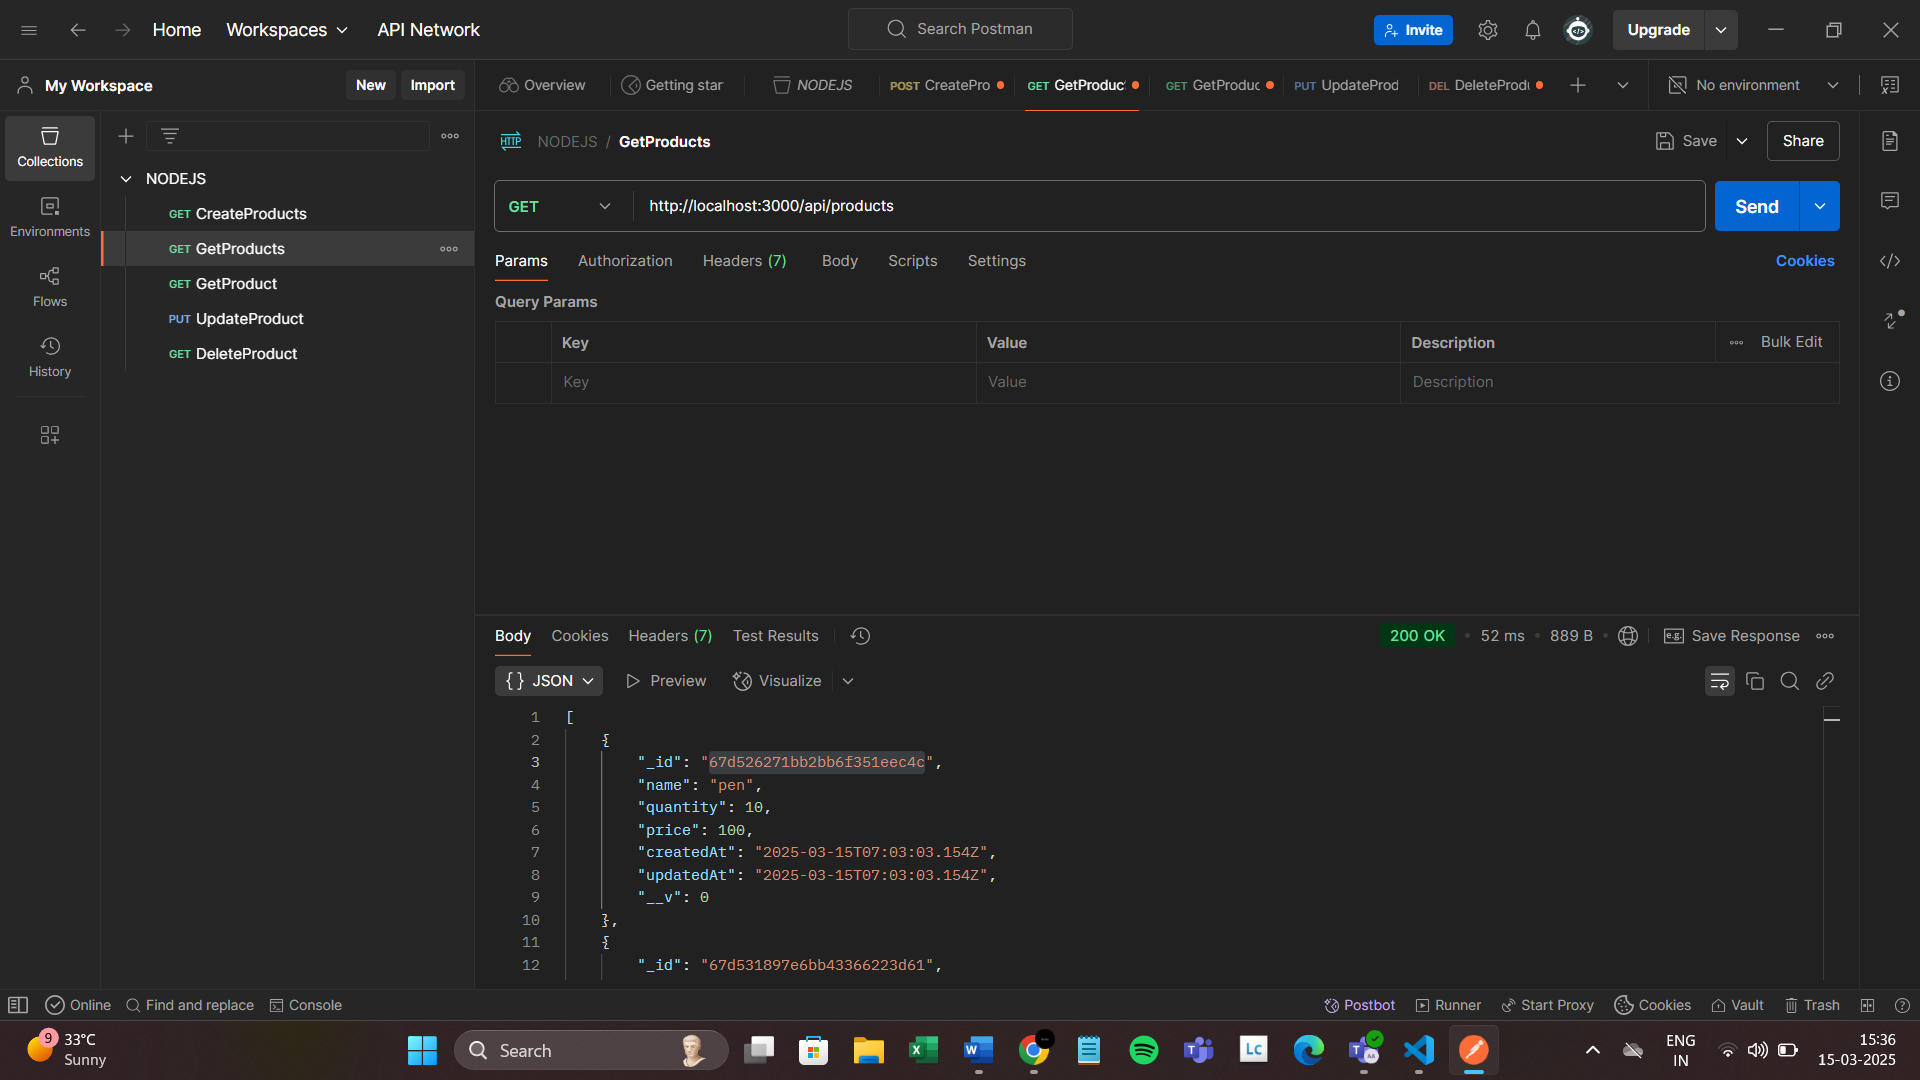 Home
Workspaces
API Network
Search Postman
Invite
Upgrade
My Workspace
New
Import
Overview
Getting star
NODEJS
POST CreatePro
GET GetProduc
GET GetProduc
PUT UpdateProd
DEL DeleteProdu
No environment
Collections
Environments
Flows
History
NODEJS
GET CreateProducts
GET GetProducts
GET GetProduct
PUT UpdateProduct
GET DeleteProduct
HTTP
NODEJS / GetProducts
Save
Share
GET
http://localhost:3000/api/products
Send
Params
Authorization
Headers (7)
Body
Scripts
Settings
Cookies
Query Params
Key
Value
Description
Bulk Edit
Key
Value
Description
Body
Cookies
Headers (7)
Test Results
200 OK
52 ms
889 B
e.g.
Save Response
{} JSON
Preview
Visualize
1 [
2 {
3 "_id": "67d526271bb2bb6f351eec4c",
4 "name": "pen",
5 "quantity": 10,
6 "price": 100,
7 "createdAt": "2025-03-15T07:03:03.154Z",
8 "updatedAt": "2025-03-15T07:03:03.154Z",
9 "__v": 0
10 },
11 {
12 "_id": "67d531897e6bb43366223d61",
Online
Find and replace
Console
Postbot
Runner
Start Proxy
Cookies
Vault
Trash
9
33°C
Sunny
Search
LC
ENG
IN
15:36
15-03-2025